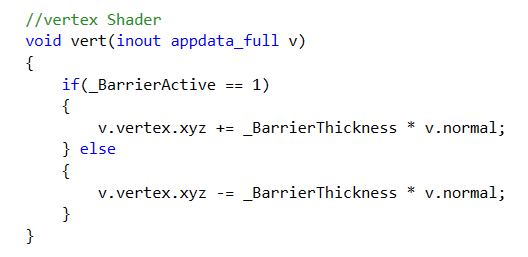 //vertex Shader
void vert(inout appdata_full v)
{
    if(_BarrierActive == 1)
    {
        v.vertex.xyz += _BarrierThickness * v.normal;
    } else
    {
        v.vertex.xyz -= _BarrierThickness * v.normal;
    }
}